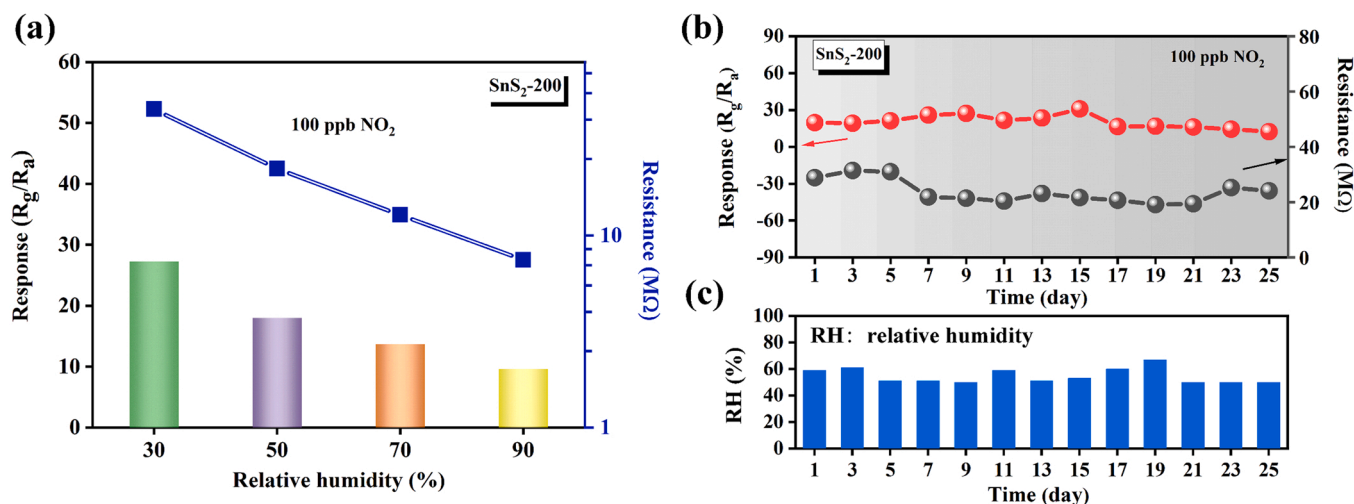 (a)
60
50
40
30
20
10
0
Response (Rg/Ra)
SnS2-200
100 ppb NO2
10
1
Resistance (MΩ)
30 50 70 90
Relative humidity (%)
(b)
90
60
30
0
-30
-60
-90
Response (Rg/Ra)
SnS2-200
100 ppb NO2
80
60
40
20
0
Resistance (MΩ)
1 3 5 7 9 11 13 15 17 19 21 23 25
Time (day)
(c)
100
80
60
40
20
0
RH (%)
RH: relative humidity
1 3 5 7 9 11 13 15 17 19 21 23 25
Time (day)